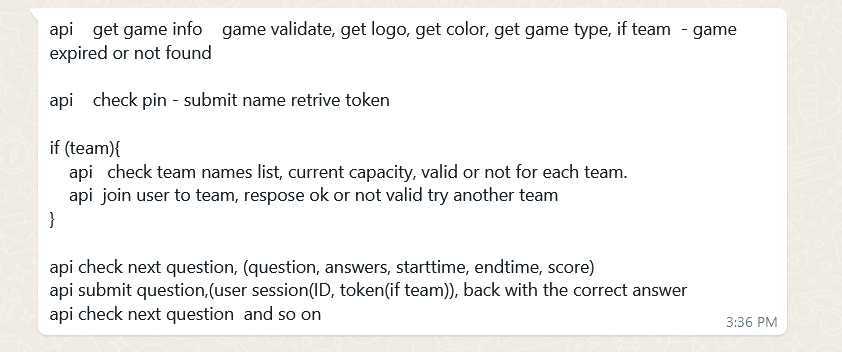 api get game info game validate, get logo, get color, get game type, if team - game
expired or not found
api check pin - submit name retrive token
if (team){
api check team names list, current capacity, valid or not for each team.
api join user to team, respose ok or not valid try another team
}
api check next question, (question, answers, starttime, endtime, score)
api submit question,(user session(ID, token(if team)), back with the correct answer
api check next question and so on
3:36 PM